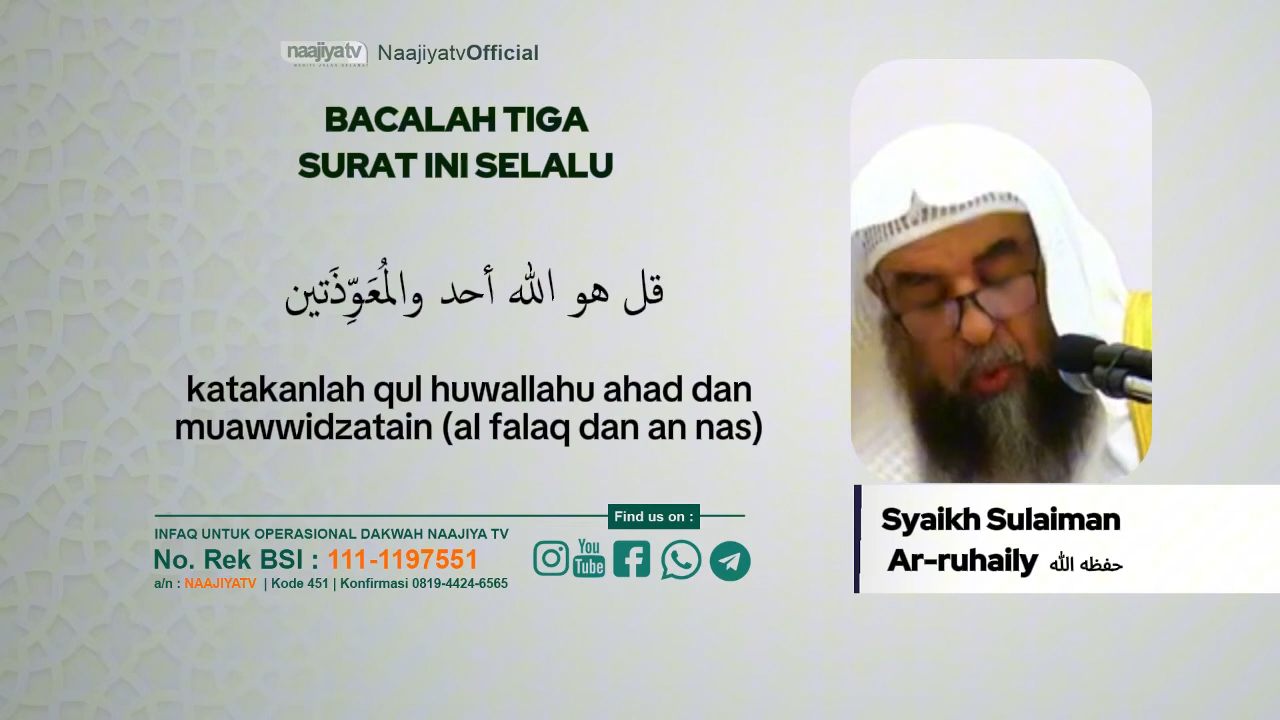 naajiyatv NaajiyatvOfficial
BACALAH TIGA
SURAT INI SELALU
قل هو الله أحد والمُعَوِّذَتين
katakanlah qul huwallahu ahad dan
muawwidzatain (al falaq dan an nas)
Find us on :
INFAQ UNTUK OPERASIONAL DAKWAH NAAJIYA TV
No. Rek BSI : 111-1197551
a/n : NAAJIYATV | Kode 451 | Konfirmasi 0819-4424-6565
You
Tube
Syaikh Sulaiman
Ar-ruhaily حفظه الله